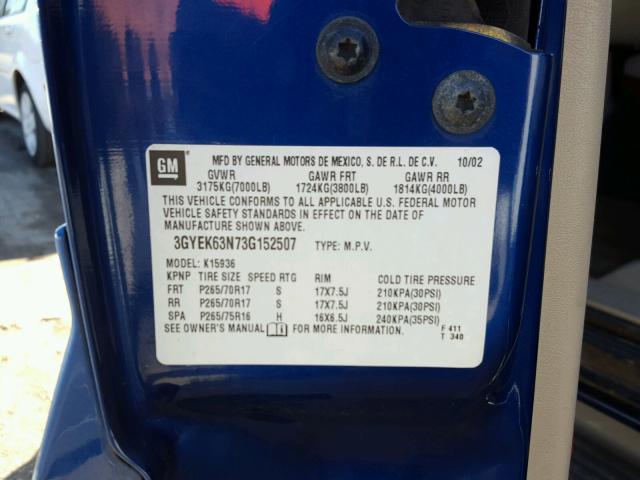 GM
MFD BY GENERAL MOTORS DE MEXICO, S. DE R.L. DE C.V. 10/02
GVWR GAWR FRT GAWR RR
3175KG(7000LB) 1724KG(3800LB) 1814KG(4000LB)
THIS VEHICLE CONFORMS TO ALL APPLICABLE U.S. FEDERAL MOTOR
VEHICLE SAFETY STANDARDS IN EFFECT ON THE DATE OF
MANUFACTURE SHOWN ABOVE.
3GYEK63N73G152507 TYPE: M.P.V.
MODEL: K15936
KPNP TIRE SIZE SPEED RTG RIM COLD TIRE PRESSURE
FRT P265/70R17 S 17X7.5J 210KPA(30PSI)
RR P265/70R17 S 17X7.5J 210KPA(30PSI)
SPA P265/75R16 H 16X6.5J 240KPA(35PSI)
SEE OWNER'S MANUAL FOR MORE INFORMATION. F 411
T 340